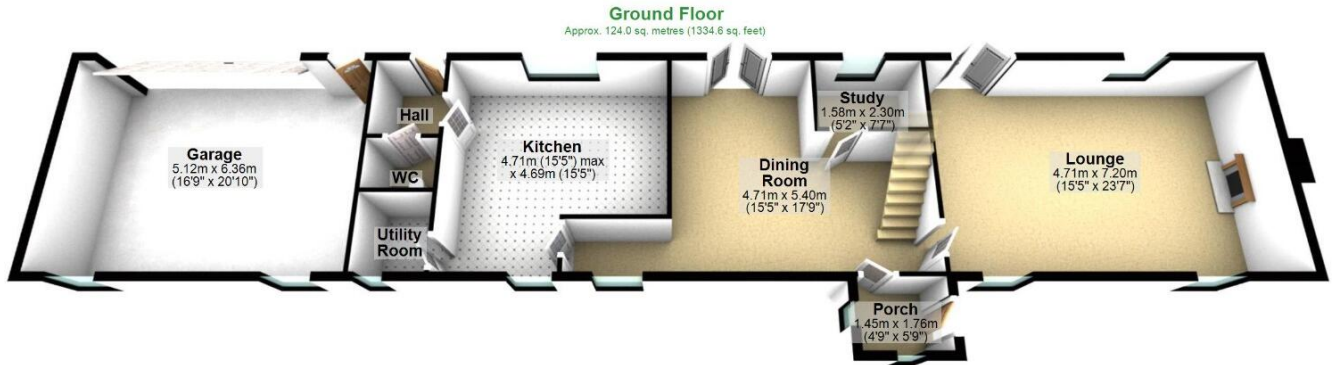 Ground Floor
Approx. 124.0 sq. metres (1334.6 sq. feet)
Garage
5.12m x 6.36m
(16'9" x 20'10")
Hall
WC
Utility
Room
Kitchen
4.71m (15'5") max
x 4.69m (15'5")
Dining
Room
4.71m x 5.40m
(15'5" x 17'9")
Study
1.58m x 2.30m
(5'2" x 7'7")
Lounge
4.71m x 7.20m
(15'5" x 23'7")
Porch
1.45m x 1.76m
(4'9" x 5'9")